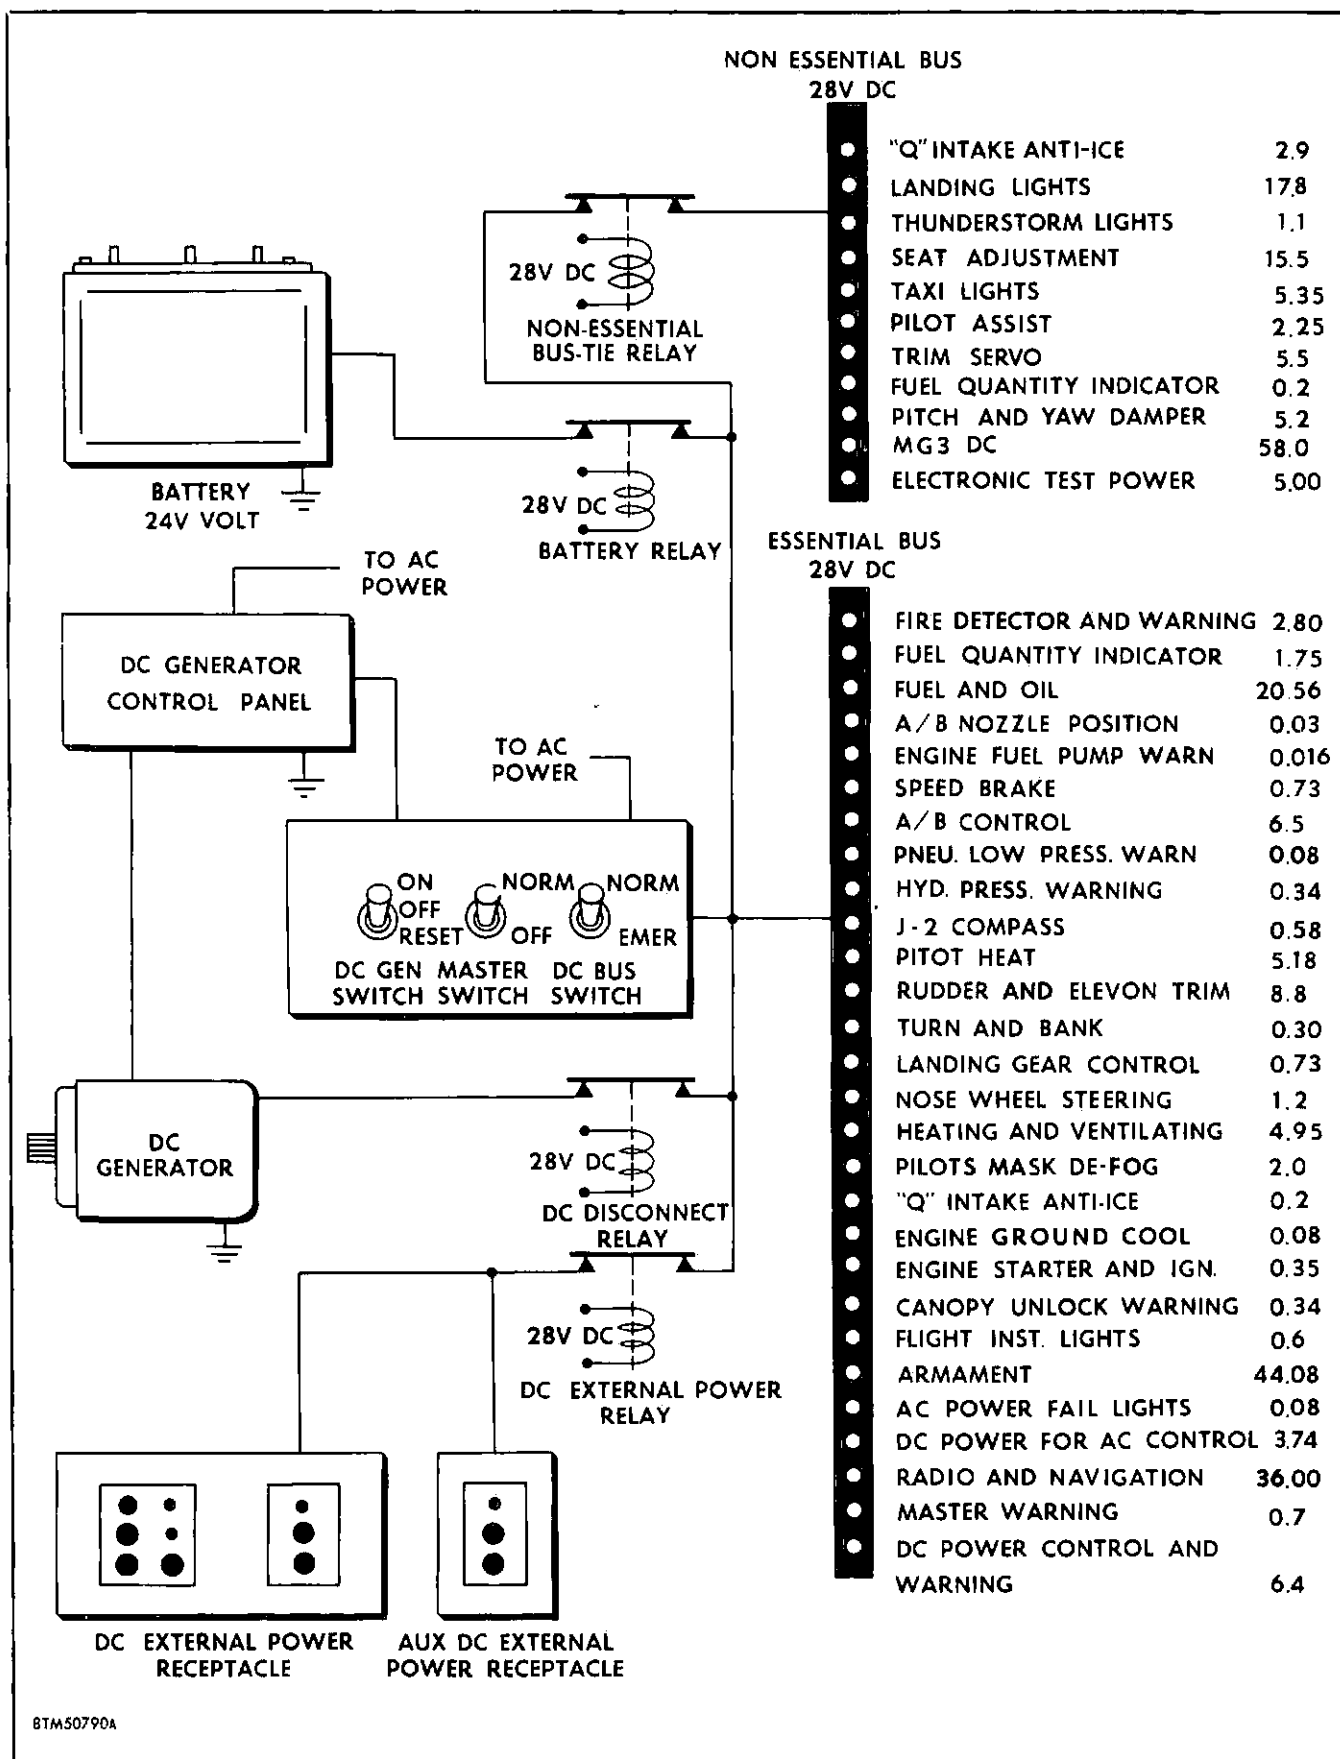 NON ESSENTIAL BUS
28V DC
"Q" INTAKE ANTI-ICE 2.9
LANDING LIGHTS 17.8
THUNDERSTORM LIGHTS 1.1
SEAT ADJUSTMENT 15.5
TAXI LIGHTS 5.35
PILOT ASSIST 2.25
TRIM SERVO 5.5
FUEL QUANTITY INDICATOR 0.2
PITCH AND YAW DAMPER 5.2
MG3 DC 58.0
ELECTRONIC TEST POWER 5.00
28V DC
NON-ESSENTIAL
BUS-TIE RELAY
BATTERY
24V VOLT
28V DC
BATTERY RELAY
ESSENTIAL BUS
28V DC
FIRE DETECTOR AND WARNING 2.80
FUEL QUANTITY INDICATOR 1.75
FUEL AND OIL 20.56
A/B NOZZLE POSITION 0.03
ENGINE FUEL PUMP WARN 0.016
SPEED BRAKE 0.73
A/B CONTROL 6.5
PNEU. LOW PRESS. WARN 0.08
HYD. PRESS. WARNING 0.34
J-2 COMPASS 0.58
PITOT HEAT 5.18
RUDDER AND ELEVON TRIM 8.8
TURN AND BANK 0.30
LANDING GEAR CONTROL 0.73
NOSE WHEEL STEERING 1.2
HEATING AND VENTILATING 4.95
PILOTS MASK DE-FOG 2.0
"Q" INTAKE ANTI-ICE 0.2
ENGINE GROUND COOL 0.08
ENGINE STARTER AND IGN. 0.35
CANOPY UNLOCK WARNING 0.34
FLIGHT INST. LIGHTS 0.6
ARMAMENT 44.08
AC POWER FAIL LIGHTS 0.08
DC POWER FOR AC CONTROL 3.74
RADIO AND NAVIGATION 36.00
MASTER WARNING 0.7
DC POWER CONTROL AND
WARNING 6.4
TO AC
POWER
DC GENERATOR
CONTROL PANEL
TO AC
POWER
ON
OFF
RESET
NORM
OFF
NORM
EMER
DC GEN
SWITCH
MASTER
SWITCH
DC BUS
SWITCH
DC
GENERATOR
28V DC
DC DISCONNECT
RELAY
28V DC
DC EXTERNAL POWER
RELAY
DC EXTERNAL POWER
RECEPTACLE
AUX DC EXTERNAL
POWER RECEPTACLE
8TM50790A